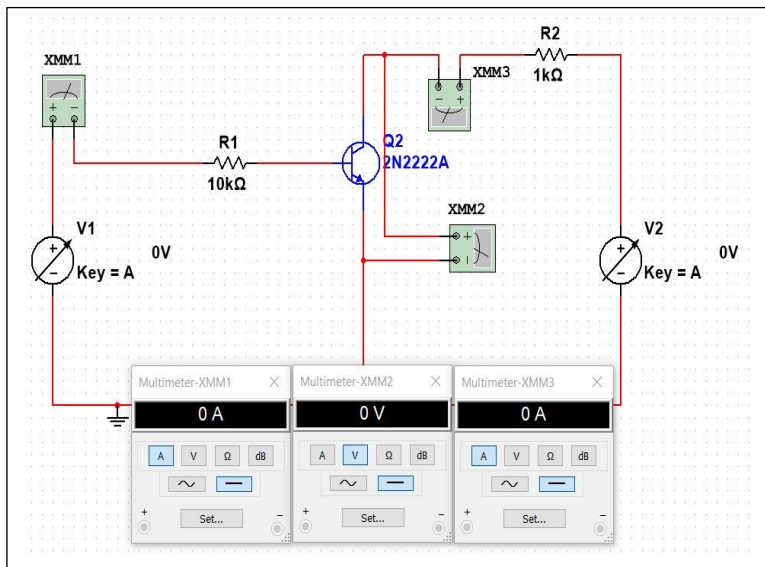 XMM1
R2
1kΩ
XMM3
R1
10kΩ
Q2
2N2222A
XMM2
V1
0V
Key = A
V2
0V
Key = A
Multimeter-XMM1
0 A
A V Ω dB
Set...
Multimeter-XMM2
0 V
A V Ω dB
Set...
Multimeter-XMM3
0 A
A V Ω dB
Set...